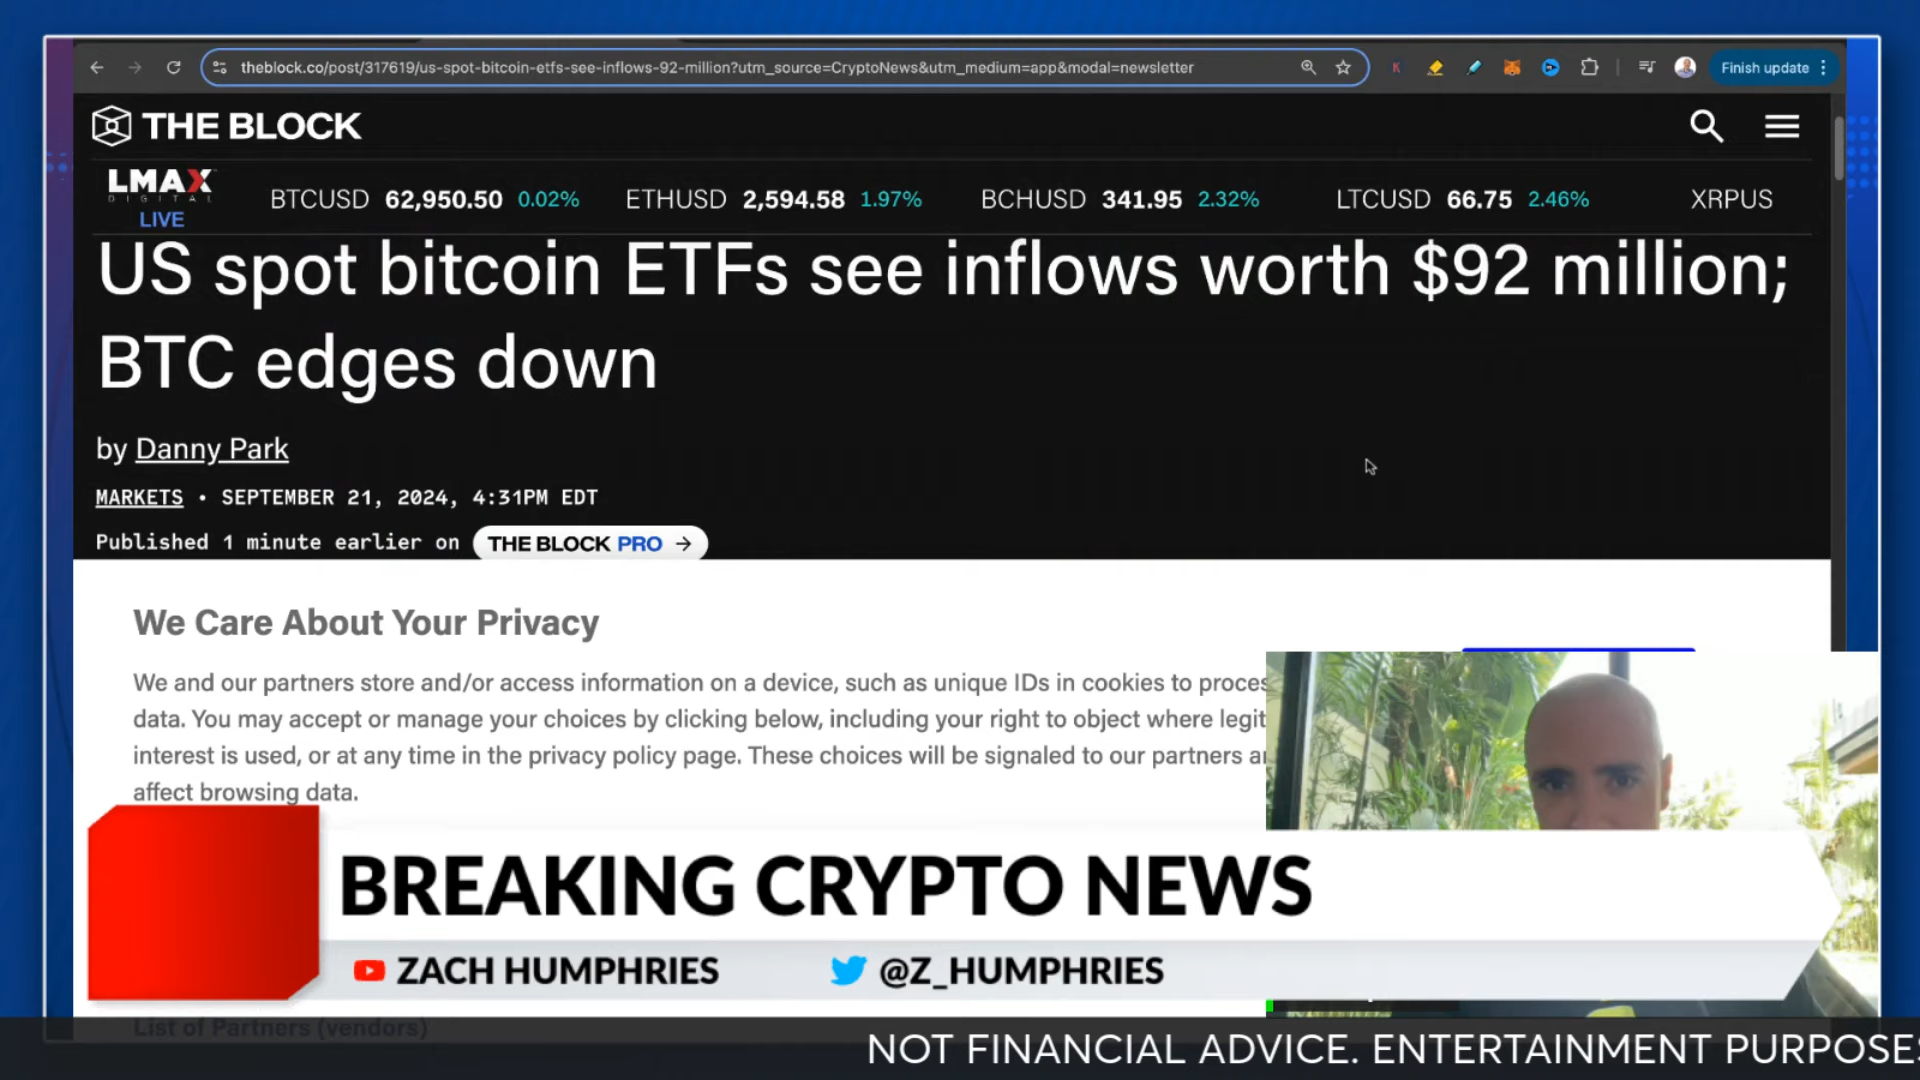 theblock.co/post/317619/us-spot-bitcoin-etfs-see-inflows-92-million?utm_source=CryptoNews&utm_medium=app&modal=newsletter
K
Finish update
THE BLOCK
LMAX
DIGITAL
LIVE
BTCUSD 62,950.50 0.02% ETHUSD 2,594.58 1.97% BCHUSD 341.95 2.32% LTCUSD 66.75 2.46% XRPUS
US spot bitcoin ETFs see inflows worth $92 million;
BTC edges down
by Danny Park
MARKETS • SEPTEMBER 21, 2024, 4:31PM EDT
Published 1 minute earlier on THE BLOCK PRO →
We Care About Your Privacy
We and our partners store and/or access information on a device, such as unique IDs in cookies to proces
data. You may accept or manage your choices by clicking below, including your right to object where legit
interest is used, or at any time in the privacy policy page. These choices will be signaled to our partners a
affect browsing data.
BREAKING CRYPTO NEWS
ZACH HUMPHRIES @Z_HUMPHRIES
List of Partners (vendors)
NOT FINANCIAL ADVICE. ENTERTAINMENT PURPOSES